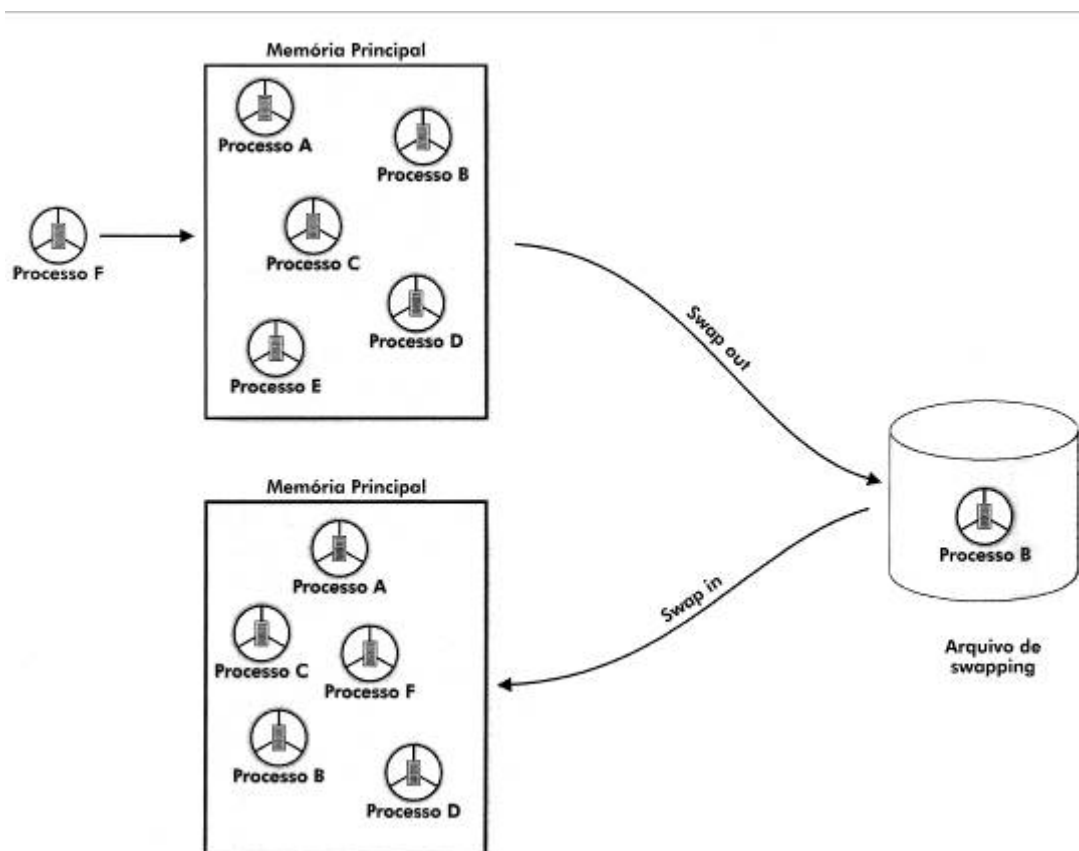 Memória Principal
Processo A
Processo B
Processo F
Processo C
Processo D
Processo E
Swap out
Memória Principal
Processo A
Processo C
Processo F
Processo B
Processo D
Swap in
Processo B
Arquivo de
swapping